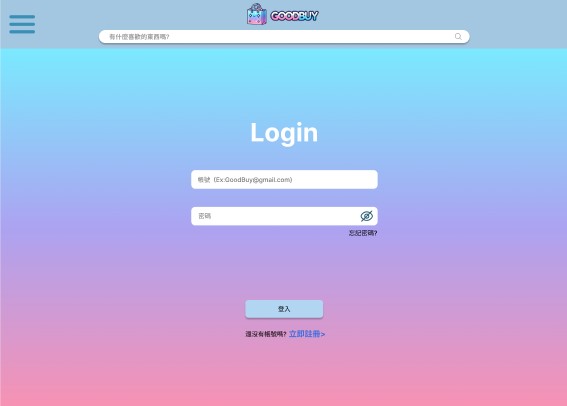 GOODBUY
有什麼喜歡的東西嗎?
Login
帳號 (Ex:GoodBuy@gmail.com)
密碼
忘記密碼?
登入
還沒有帳號嗎? 立即註冊>